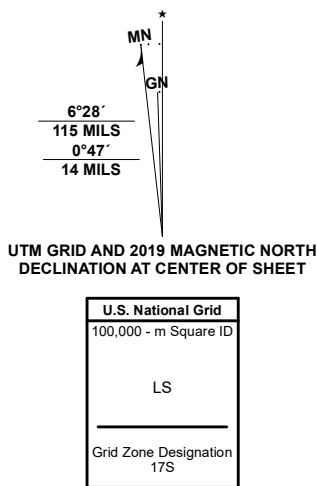 ★
MN
GN
6°28´
115 MILS
0°47´
14 MILS
UTM GRID AND 2019 MAGNETIC NORTH
DECLINATION AT CENTER OF SHEET
U.S. National Grid
100,000 - m Square ID
LS
Grid Zone Designation
17S